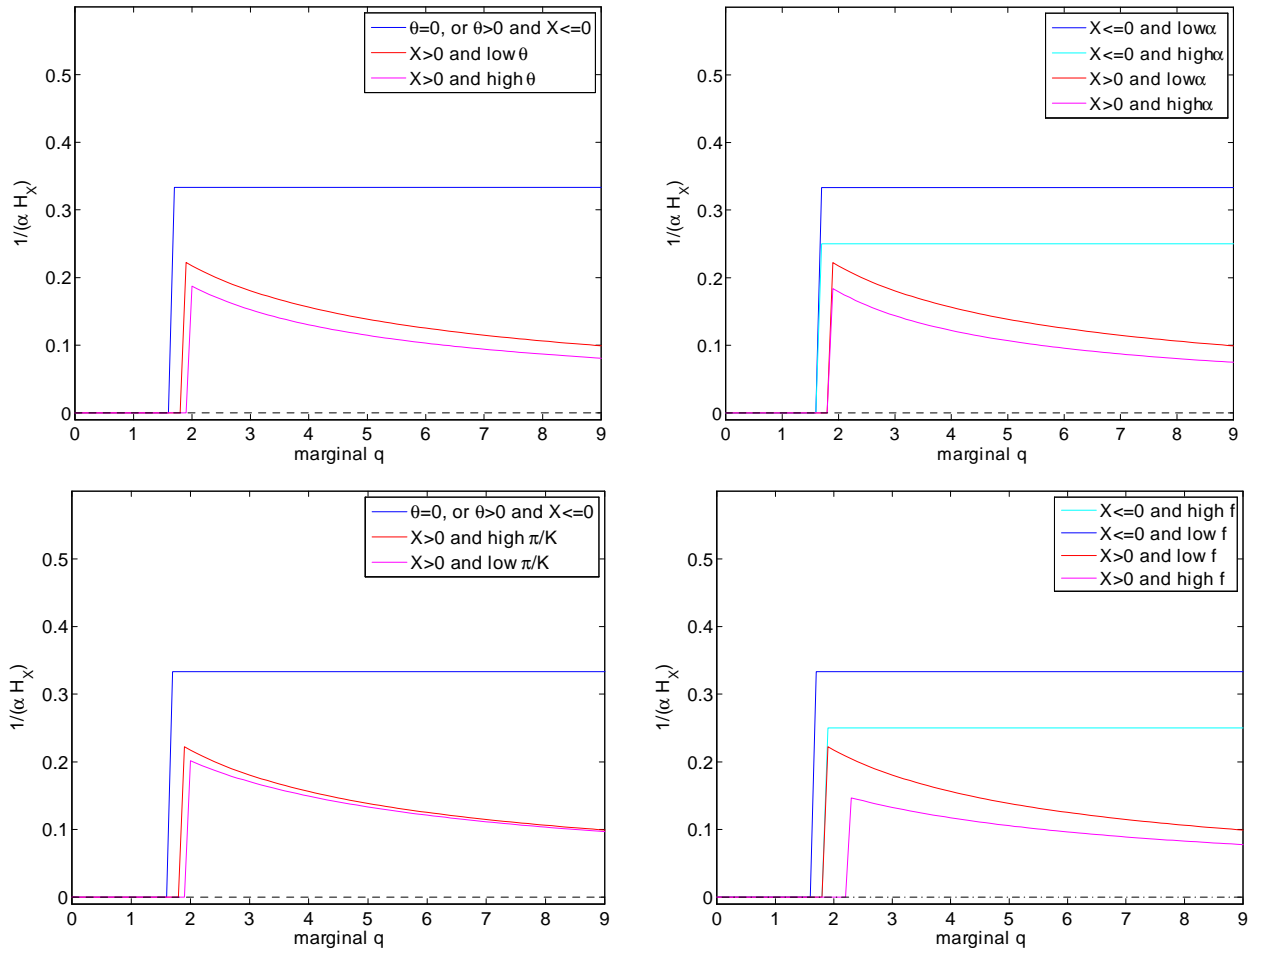 θ=0, or θ>0 and X<=0
X>0 and low θ
X>0 and high θ
0.5
0.4
0.3
0.2
0.1
0
1/(α H_X)
0 1 2 3 4 5 6 7 8 9
marginal q
X<=0 and lowα
X<=0 and highα
X>0 and lowα
X>0 and highα
0.5
0.4
0.3
0.2
0.1
0
1/(α H_X)
0 1 2 3 4 5 6 7 8 9
marginal q
θ=0, or θ>0 and X<=0
X>0 and high π/K
X>0 and low π/K
0.5
0.4
0.3
0.2
0.1
0
1/(α H_X)
0 1 2 3 4 5 6 7 8 9
marginal q
X<=0 and high f
X<=0 and low f
X>0 and low f
X>0 and high f
0.5
0.4
0.3
0.2
0.1
0
1/(α H_X)
0 1 2 3 4 5 6 7 8 9
marginal q